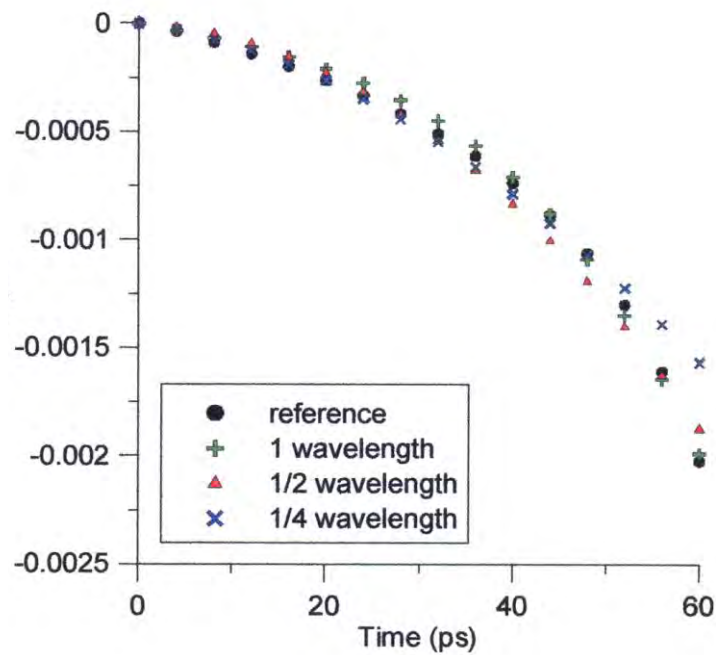 0
-0.0005
-0.001
-0.0015
-0.002
-0.0025
reference
1 wavelength
1/2 wavelength
1/4 wavelength
0 20 40 60
Time (ps)